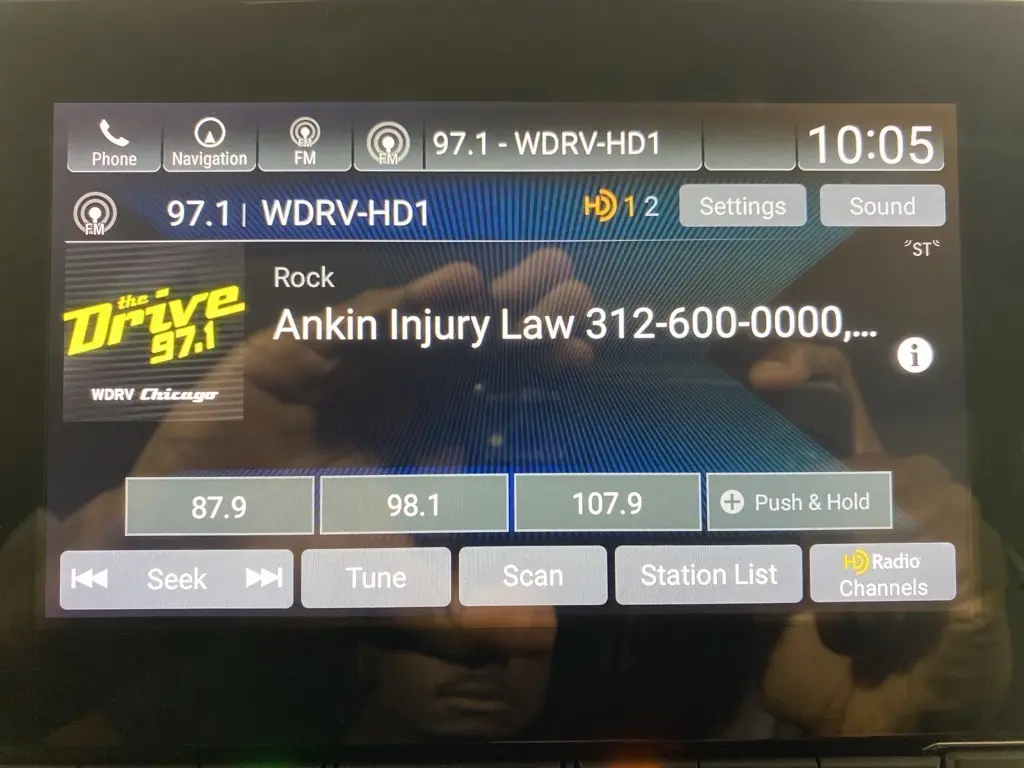 Phone
Navigation
FM
FM
97.1 - WDRV-HD1
10:05
FM
97.1 | WDRV-HD1
HD 1 2
Settings
Sound
"ST"
the
Drive
97.1
WDRV Chicago
Rock
Ankin Injury Law 312-600-0000,...
i
87.9
98.1
107.9
Push & Hold
Seek
Tune
Scan
Station List
HD Radio
Channels